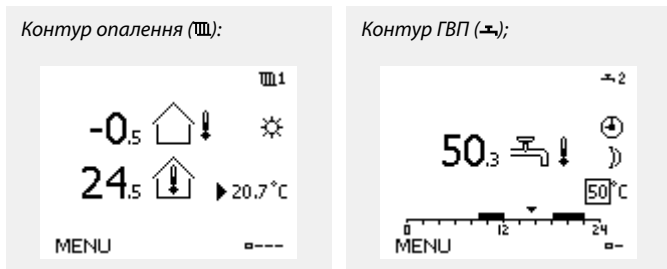 Контур опалення ():
1
-0.5
24.5
20.7°C
MENU
Контур ГВП ();
2
50.3
50°C
0 12 24
MENU